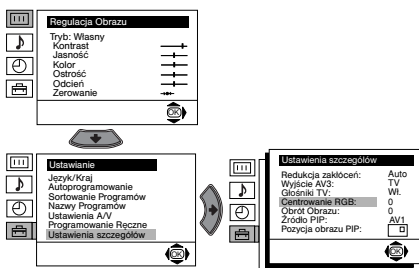 Regulacja Obrazu
Tryb: Własny
Kontrast
Jasność
Kolor
Ostrość
Odcień
Zerowanie
OK
Ustawianie
Język/Kraj
Autoprogramowanie
Sortowanie Programów
Nazwy Programów
Ustawienia A/V
Programowanie Ręczne
Ustawienia szczegółów
OK
Ustawienia szczegółów
Redukcja zakłóceń: Auto
Wyjście AV3: TV
Głośniki TV: Wł.
Centrowanie RGB: 0
Obrót Obrazu: 0
Źródło PIP: AV1
Pozycja obrazu PIP:
OK